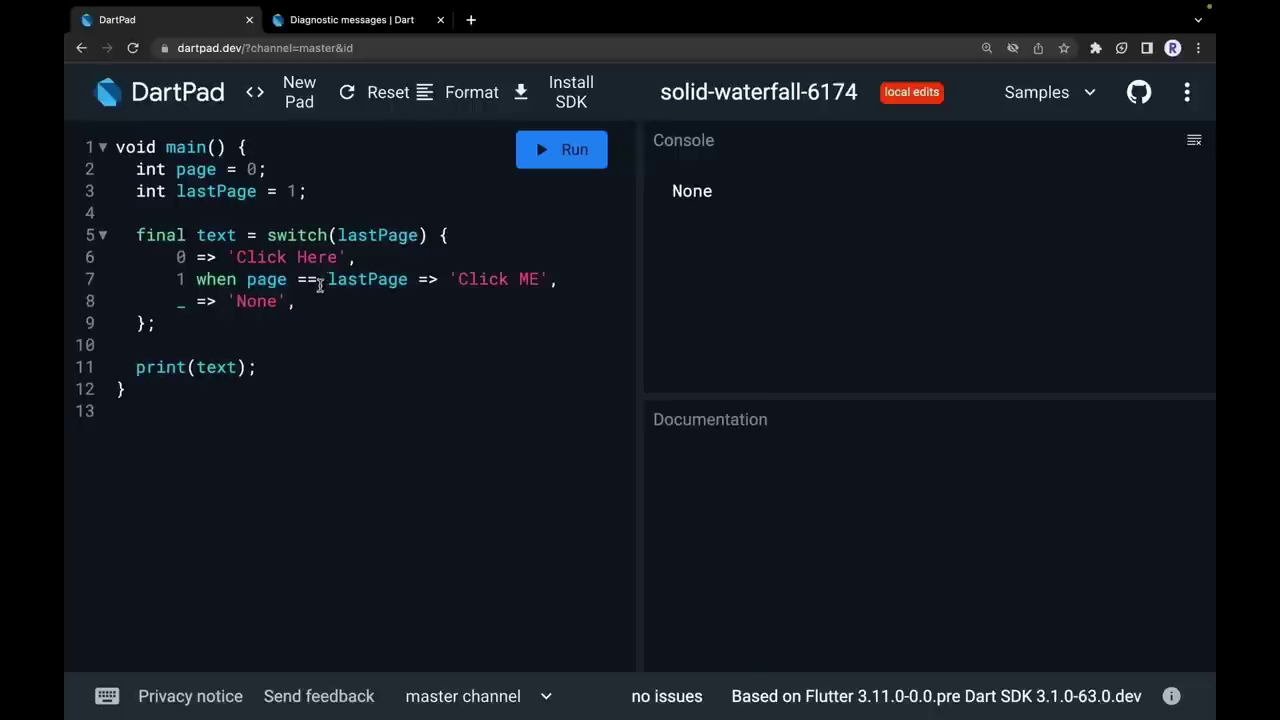 DartPad
Diagnostic messages | Dart
dartpad.dev/?channel=master&id
R
DartPad
<> New Pad
Reset
Format
Install SDK
solid-waterfall-6174
local edits
Samples
1 void main() {
2 int page = 0;
3 int lastPage = 1;
4
5 final text = switch(lastPage) {
6 0 => 'Click Here',
7 1 when page == lastPage => 'Click ME',
8 _ => 'None',
9 };
10
11 print(text);
12 }
13
Run
Console
None
Documentation
Privacy notice
Send feedback
master channel
no issues
Based on Flutter 3.11.0-0.0.pre Dart SDK 3.1.0-63.0.dev